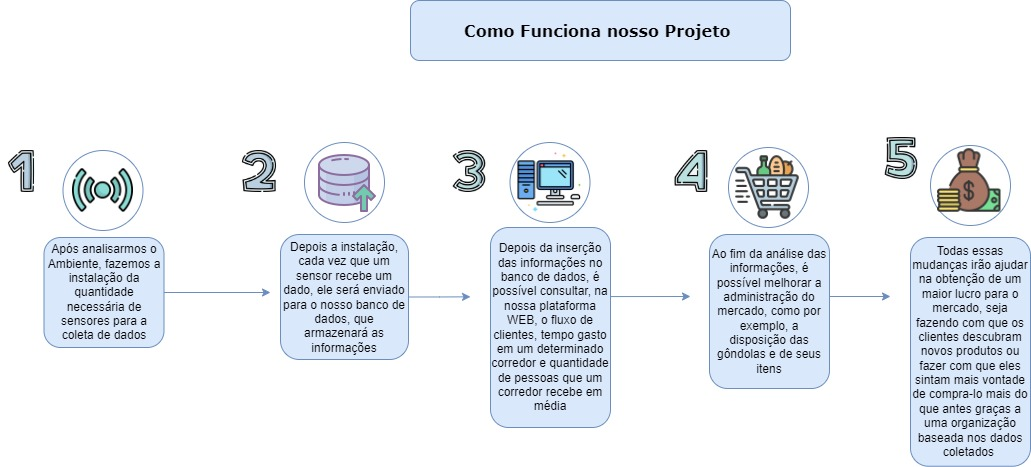 Como Funciona nosso Projeto
1
Após analisarmos o
Ambiente, fazemos a
instalação da
quantidade
necessária de
sensores para a
coleta de dados
2
Depois a instalação,
cada vez que um
sensor recebe um
dado, ele será enviado
para o nosso banco de
dados, que
armazenará as
informações
3
Depois da inserção
das informações no
banco de dados, é
possível consultar, na
nossa plataforma
WEB, o fluxo de
clientes, tempo gasto
em um determinado
corredor e quantidade
de pessoas que um
corredor recebe em
média
4
Ao fim da análise das
informações, é
possível melhorar a
administração do
mercado, como por
exemplo, a
disposição das
gôndolas e de seus
itens
5
Todas essas
mudanças irão ajudar
na obtenção de um
maior lucro para o
mercado, seja
fazendo com que os
clientes descubram
novos produtos ou
fazer com que eles
sintam mais vontade
de compra-lo mais do
que antes graças a
uma organização
baseada nos dados
coletados